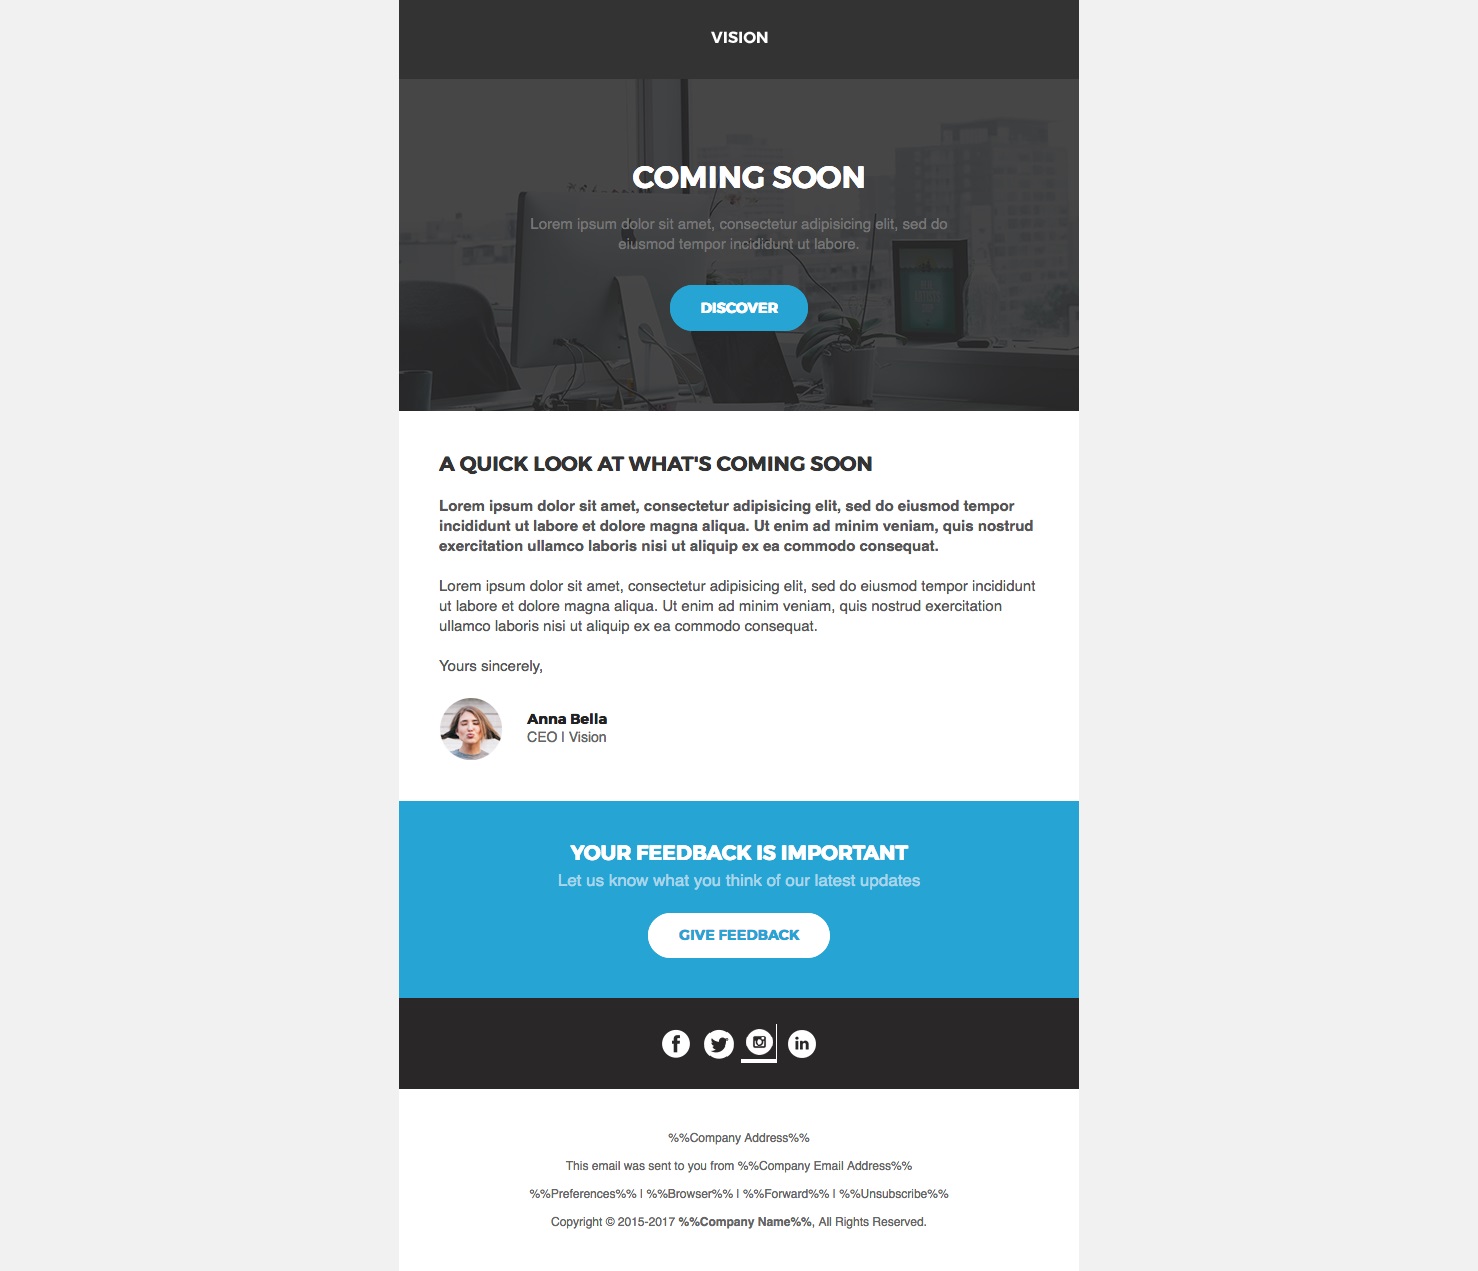 VISION
COMING SOON
Lorem ipsum dolor sit amet, consectetur adipisicing elit, sed do
eiusmod tempor incididunt ut labore.
DISCOVER
A QUICK LOOK AT WHAT'S COMING SOON
Lorem ipsum dolor sit amet, consectetur adipisicing elit, sed do eiusmod tempor
incididunt ut labore et dolore magna aliqua. Ut enim ad minim veniam, quis nostrud
exercitation ullamco laboris nisi ut aliquip ex ea commodo consequat.
Lorem ipsum dolor sit amet, consectetur adipisicing elit, sed do eiusmod tempor incididunt
ut labore et dolore magna aliqua. Ut enim ad minim veniam, quis nostrud exercitation
ullamco laboris nisi ut aliquip ex ea commodo consequat.
Yours sincerely,
Anna Bella
CEO | Vision
YOUR FEEDBACK IS IMPORTANT
Let us know what you think of our latest updates
GIVE FEEDBACK
%%Company Address%%
This email was sent to you from %%Company Email Address%%
%%Preferences%% | %%Browser%% | %%Forward%% | %%Unsubscribe%%
Copyright © 2015-2017 %%Company Name%%, All Rights Reserved.